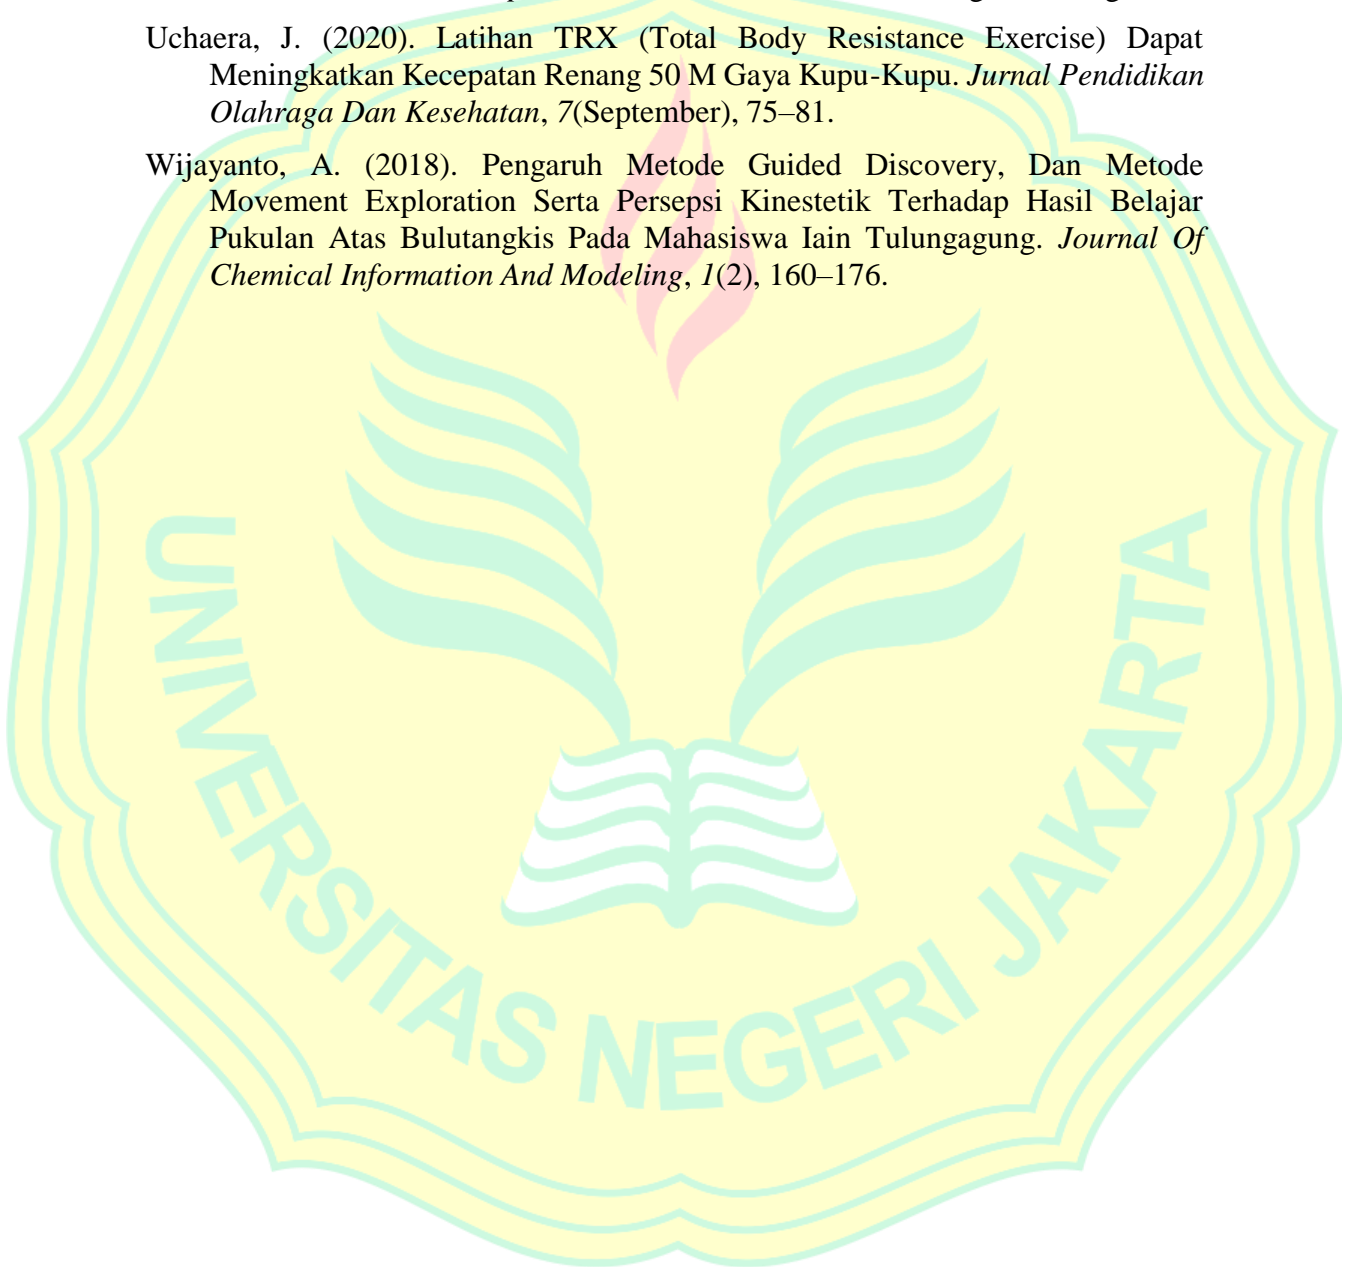 Uchaera, J. (2020). Latihan TRX (Total Body Resistance Exercise) Dapat
Meningkatkan Kecepatan Renang 50 M Gaya Kupu-Kupu. Jurnal Pendidikan
Olahraga Dan Kesehatan, 7(September), 75–81.
Wijayanto, A. (2018). Pengaruh Metode Guided Discovery, Dan Metode
Movement Exploration Serta Persepsi Kinestetik Terhadap Hasil Belajar
Pukulan Atas Bulutangkis Pada Mahasiswa Iain Tulungagung. Journal Of
Chemical Information And Modeling, 1(2), 160–176.
UNIVERSITAS NEGERI JAKARTA